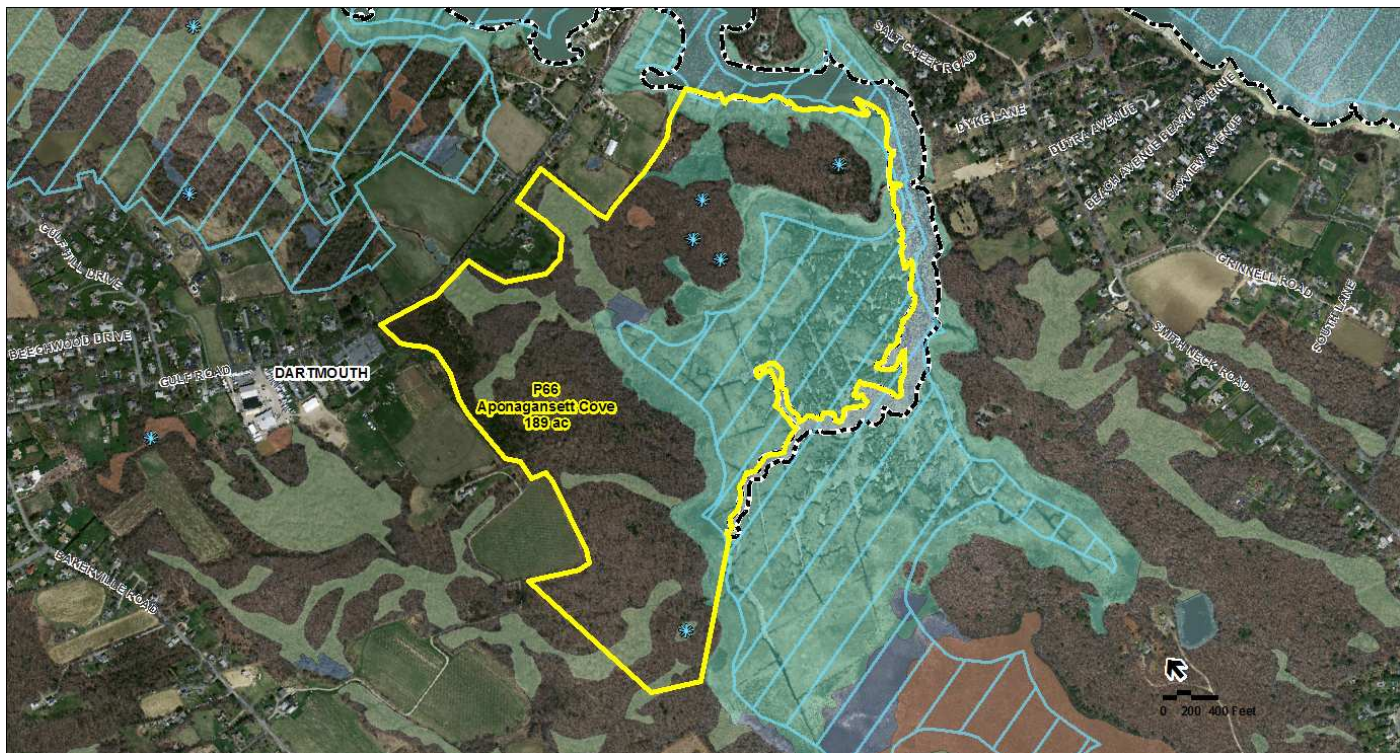 SALT CREEK ROAD
DYKE LANE
DUTRA AVENUE
BEACH AVENUE BEACH AVENUE
BAYVIEW AVENUE
GULF HILL DRIVE
GRINNELL ROAD
SOUTH LANE
SMITH NECK ROAD
BEECHWOOD DRIVE
GULF ROAD
DARTMOUTH
P66
Aponagansett Cove
189 ac
BAKERVILLE ROAD
0 200 400 Feet